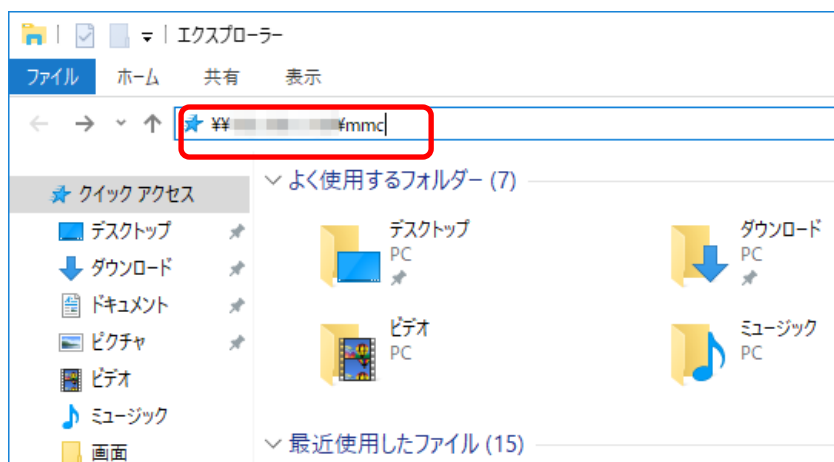 エクスプローラー
ファイル ホーム 共有 表示
¥¥ ¥mmc
クイック アクセス
デスクトップ
ダウンロード
ドキュメント
ピクチャ
ビデオ
ミュージック
画面
よく使用するフォルダー (7)
デスクトップ
PC
ダウンロード
PC
ビデオ
PC
ミュージック
PC
最近使用したファイル (15)